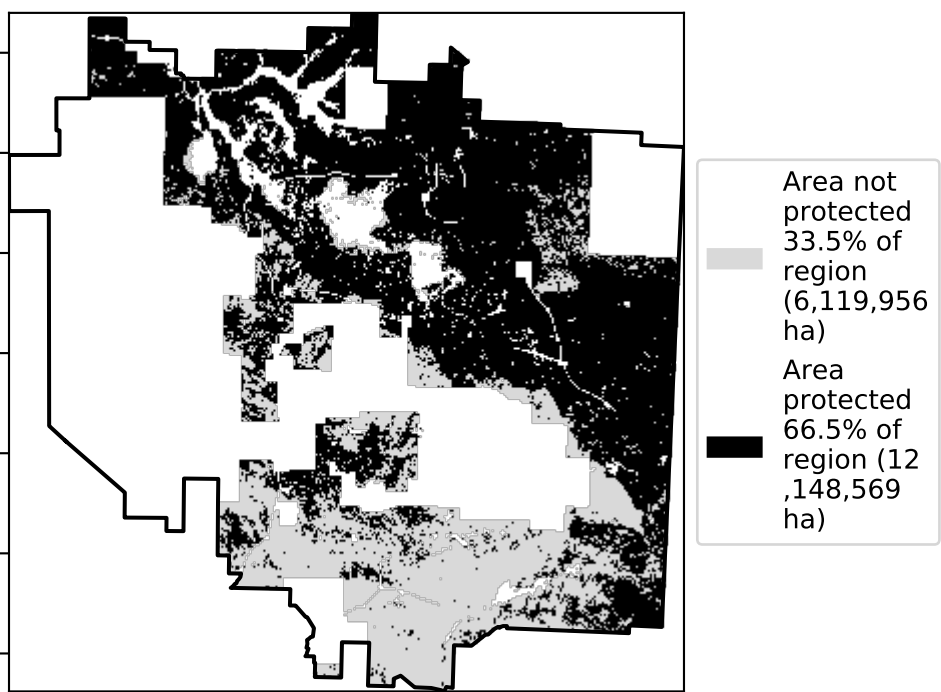 Area not
protected
33.5% of
region
(6,119,956
ha)
Area
protected
66.5% of
region (12
,148,569
ha)